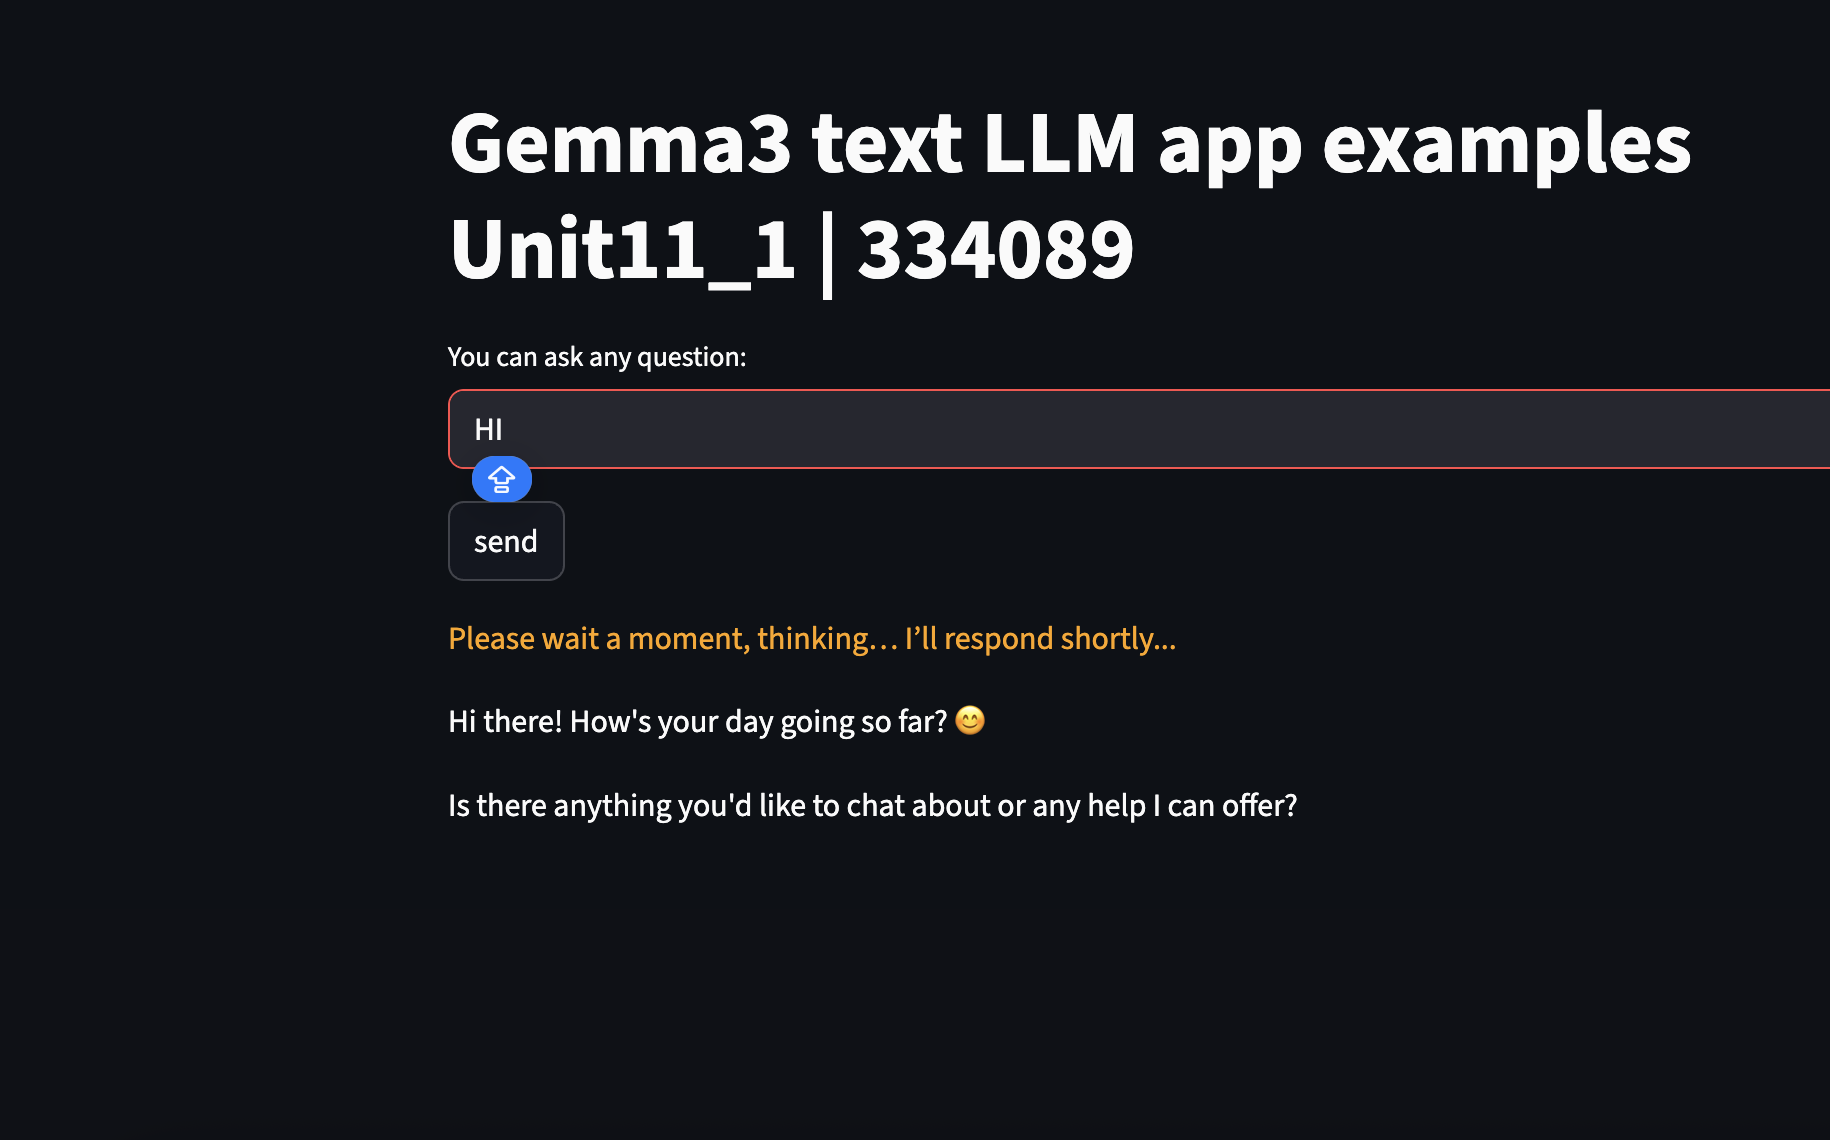 Gemma3 text LLM app examples
Unit11_1 | 334089
You can ask any question:
HI
send
Please wait a moment, thinking… I’ll respond shortly...
Hi there! How's your day going so far? 😊
Is there anything you'd like to chat about or any help I can offer?